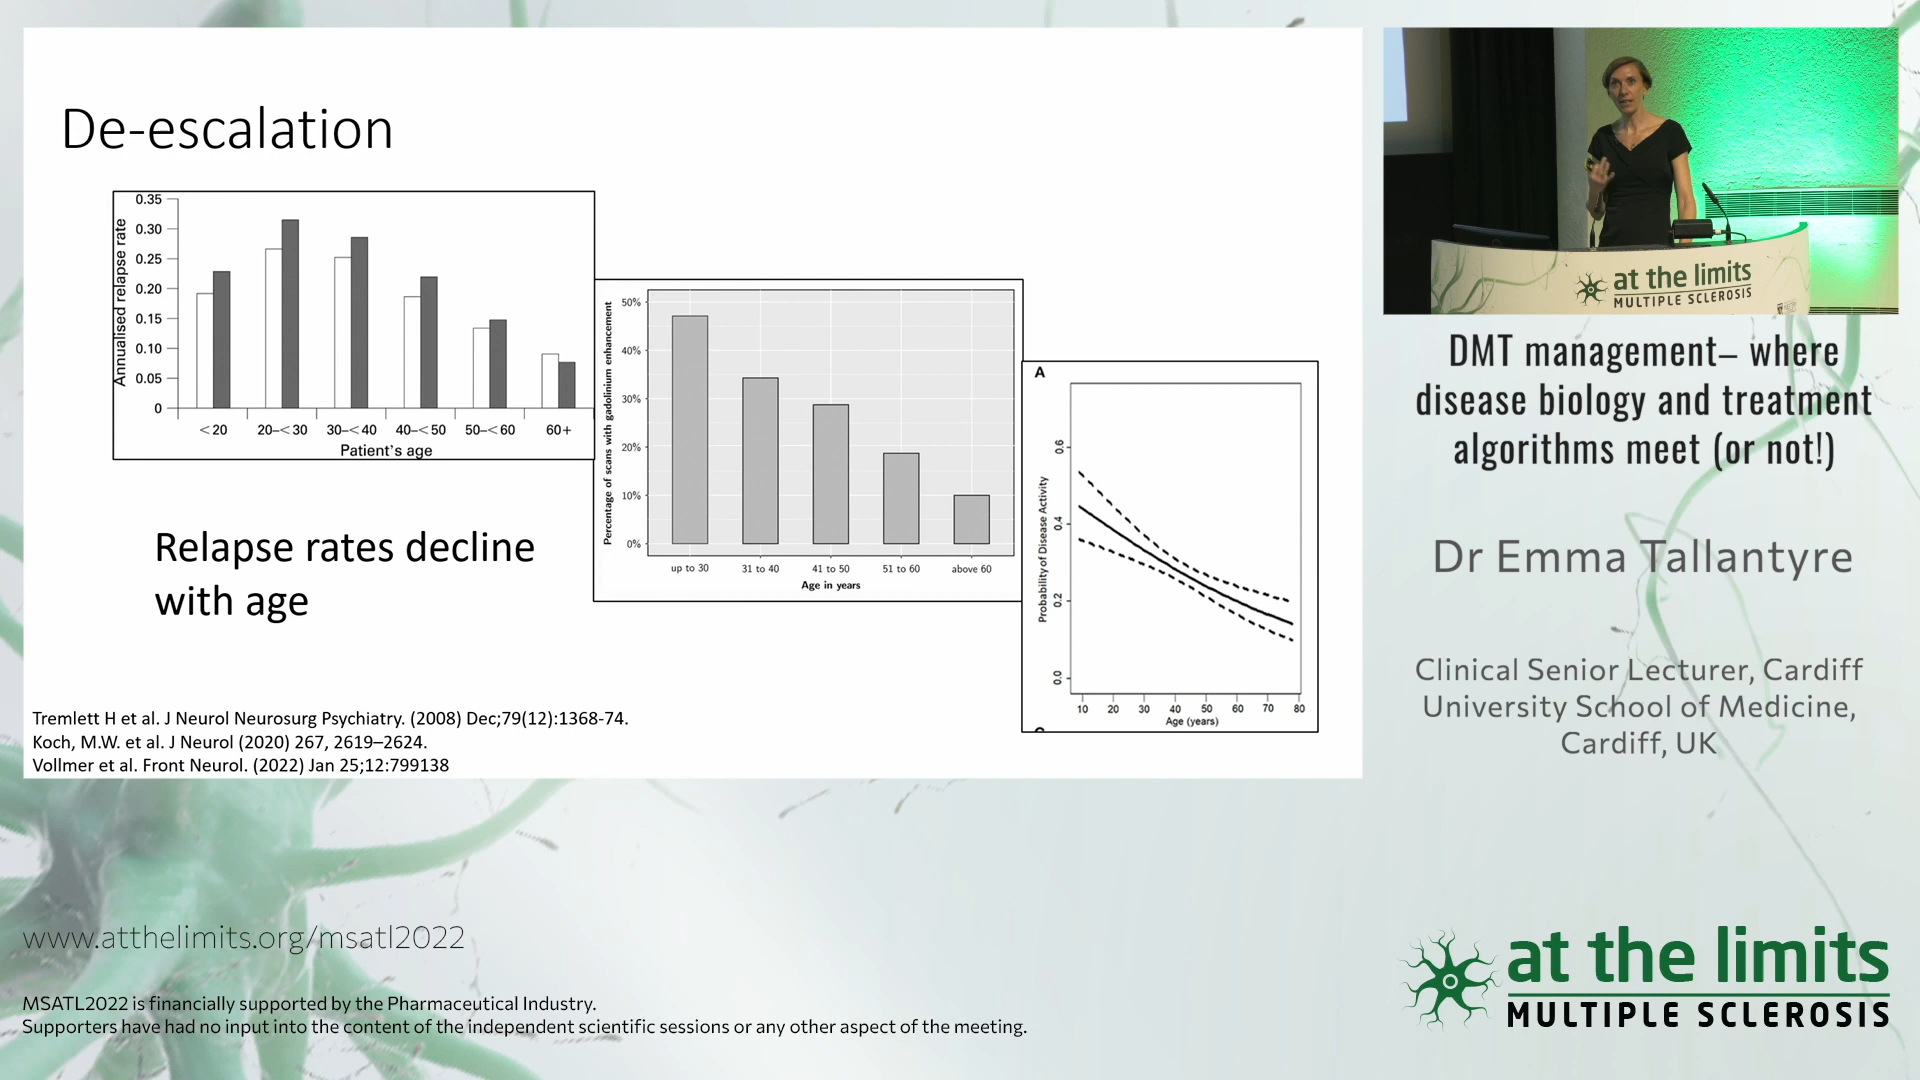 De-escalation
0.35
0.30
0.25
0.20
0.15
0.10
0.05
0
Annualised relapse rate
<20
20–<30
30–<40
40–<50
50–<60
60+
Patient's age
Percentage of scans with gadolinium enhancement
50%
40%
30%
20%
10%
0%
up to 30
31 to 40
41 to 50
51 to 60
above 60
Age in years
A
Probability of Disease Activity
0.6
0.4
0.2
0.0
10
20
30
40
50
60
70
80
Age (years)
Relapse rates decline
with age
Tremlett H et al. J Neurol Neurosurg Psychiatry. (2008) Dec;79(12):1368-74.
Koch, M.W. et al. J Neurol (2020) 267, 2619–2624.
Vollmer et al. Front Neurol. (2022) Jan 25;12:799138
at the limits
MULTIPLE SCLEROSIS
DMT management– where
disease biology and treatment
algorithms meet (or not!)
Dr Emma Tallantyre
Clinical Senior Lecturer, Cardiff
University School of Medicine,
Cardiff, UK
www.atthelimits.org/msatl2022
MSATL2022 is financially supported by the Pharmaceutical Industry.
Supporters have had no input into the content of the independent scientific sessions or any other aspect of the meeting.
at the limits
MULTIPLE SCLEROSIS